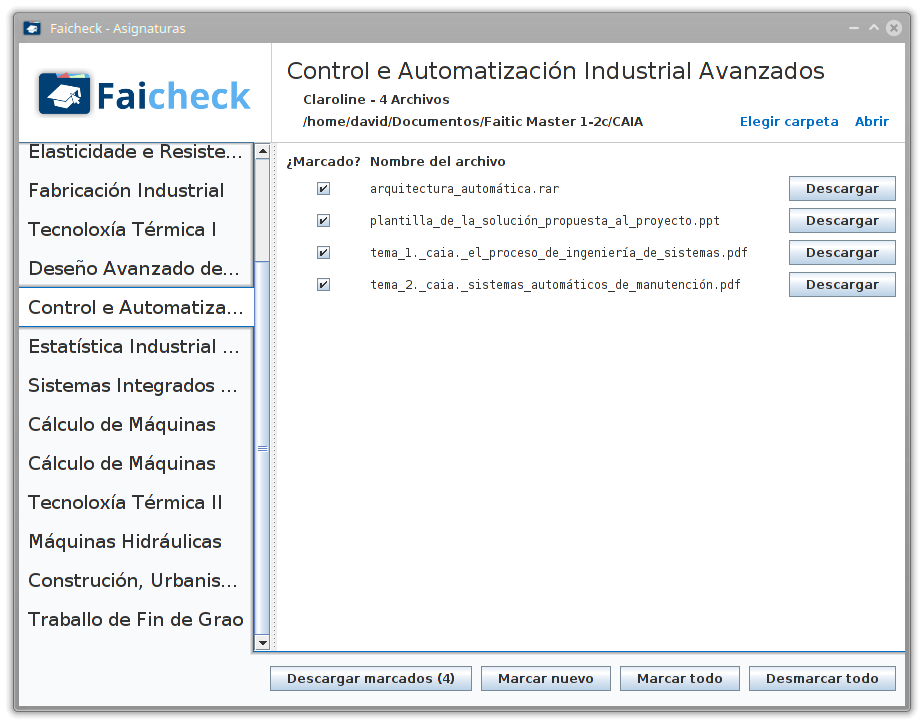 Faicheck - Asignaturas
Faicheck
Control e Automatización Industrial Avanzados
Claroline - 4 Archivos
/home/david/Documentos/Faitic Master 1-2c/CAIA
Elegir carpeta Abrir
Elasticidade e Resiste...
Fabricación Industrial
Tecnoloxía Térmica I
Deseño Avanzado de...
Control e Automatiza...
Estatística Industrial ...
Sistemas Integrados ...
Cálculo de Máquinas
Cálculo de Máquinas
Tecnoloxía Térmica II
Máquinas Hidráulicas
Construción, Urbanis...
Traballo de Fin de Grao
¿Marcado? Nombre del archivo
arquitectura_automática.rar Descargar
plantilla_de_la_solución_propuesta_al_proyecto.ppt Descargar
tema_1._caia._el_proceso_de_ingeniería_de_sistemas.pdf Descargar
tema_2._caia._sistemas_automáticos_de_manutención.pdf Descargar
Descargar marcados (4) Marcar nuevo Marcar todo Desmarcar todo